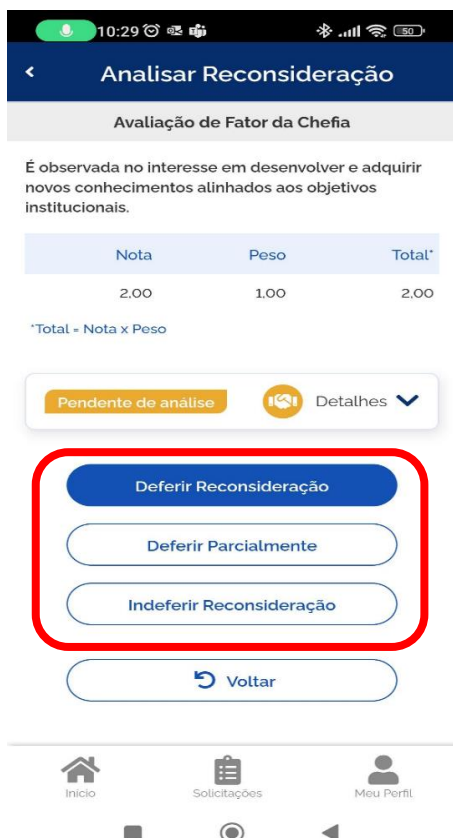 10:29
50
Analisar Reconsideração
Avaliação de Fator da Chefia
É observada no interesse em desenvolver e adquirir
novos conhecimentos alinhados aos objetivos
institucionais.
Nota Peso Total*
2,00 1,00 2,00
*Total = Nota x Peso
Pendente de análise Detalhes
Deferir Reconsideração
Deferir Parcialmente
Indeferir Reconsideração
Voltar
Início Solicitações Meu Perfil